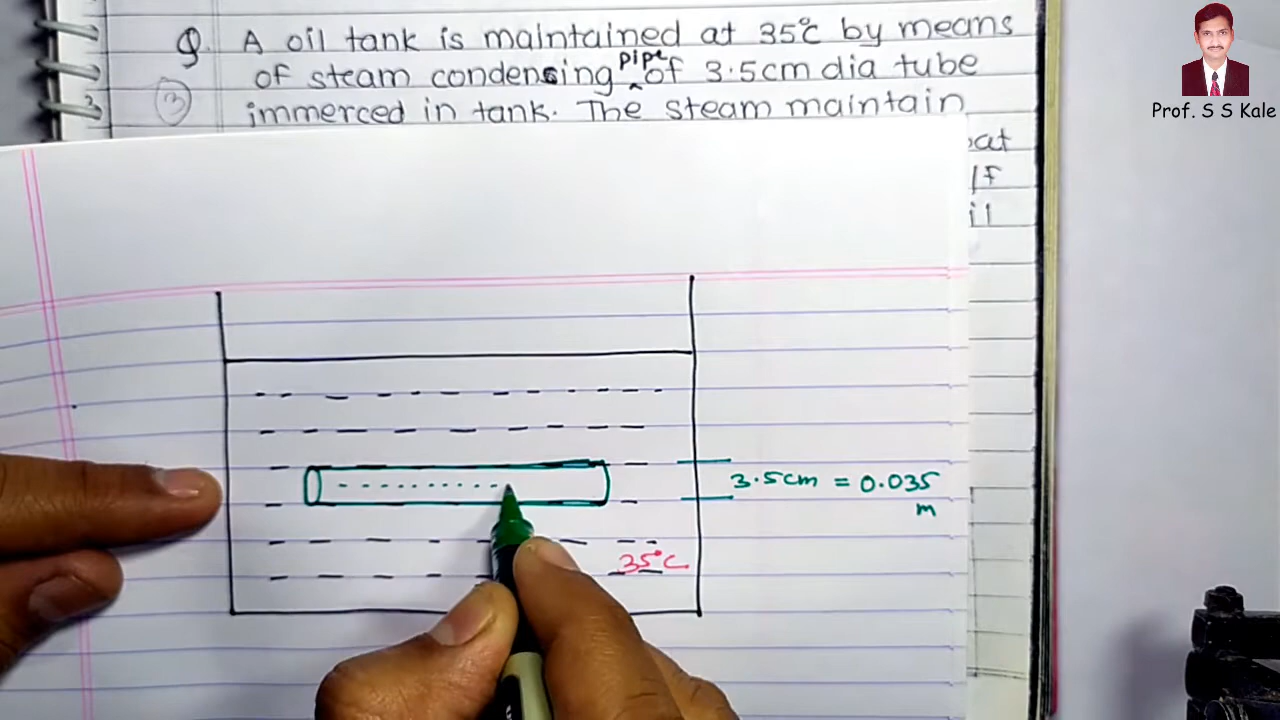 Q. A oil tank is maintained at 35°c by means
of steam condensing pipe of 3.5cm dia tube
immerced in tank. The steam maintain
Prof. S S Kale
3.5cm = 0.035
m
35°C